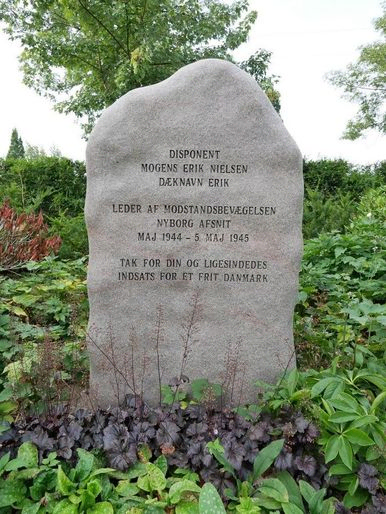 DISPONENT
MOGENS ERIK NIELSEN
DÆKNAVN ERIK
LEDER AF MODSTANDSBEVÆGELSEN
NYBORG AFSNIT
MAJ 1944 – 5. MAJ 1945
TAK FOR DIN OG LIGESINDEDES
INDSATS FOR ET FRIT DANMARK